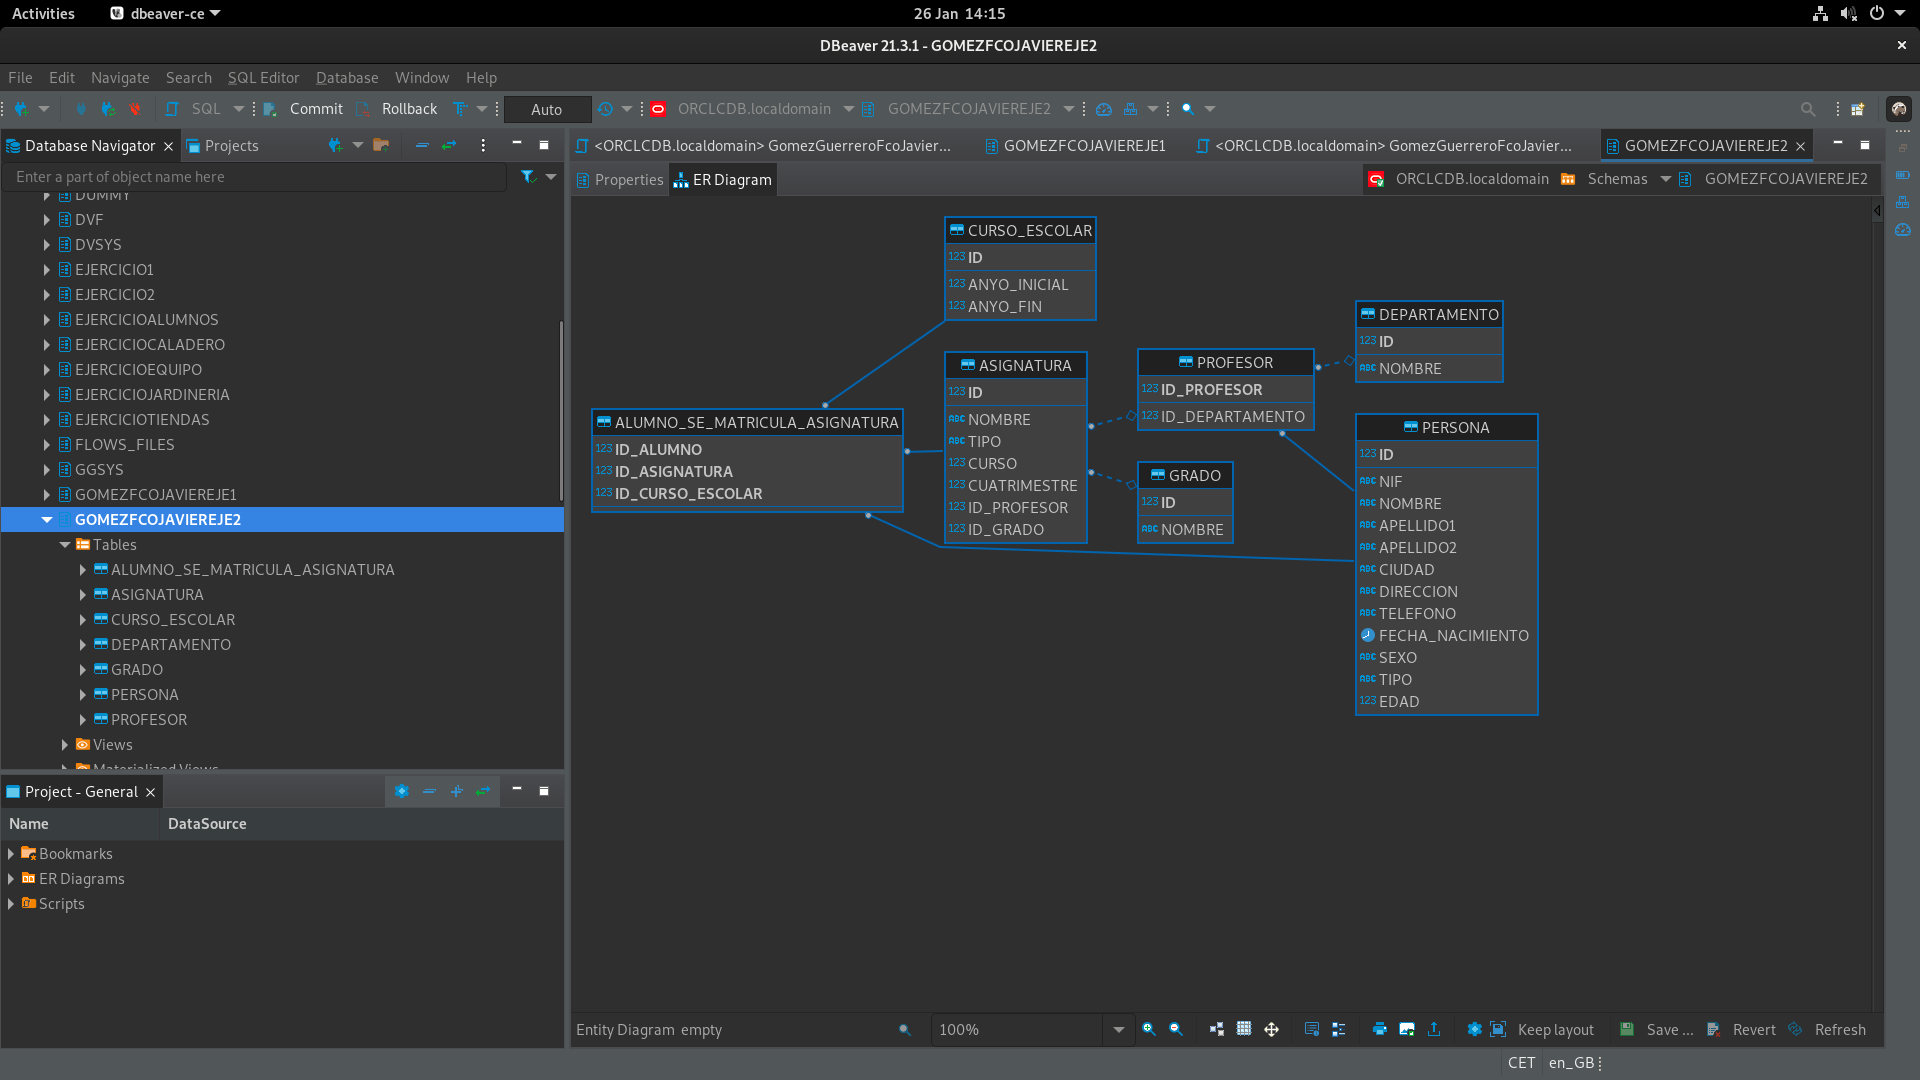 Activities
dbeaver-ce
26 Jan 14:15
DBeaver 21.3.1 - GOMEZFCOJAVIEREJE2
File Edit Navigate Search SQL Editor Database Window Help
SQL Commit Rollback Auto ORCLCDB.localdomain GOMEZFCOJAVIEREJE2
Database Navigator
Projects
Enter a part of object name here
DUMMY
DVF
DVSYS
EJERCICIO1
EJERCICIO2
EJERCICIOALUMNOS
EJERCICIOCALADERO
EJERCICIOEQUIPO
EJERCICIOJARDINERIA
EJERCICIOTIENDAS
FLOWS_FILES
GGSYS
GOMEZFCOJAVIEREJE1
GOMEZFCOJAVIEREJE2
Tables
ALUMNO_SE_MATRICULA_ASIGNATURA
ASIGNATURA
CURSO_ESCOLAR
DEPARTAMENTO
GRADO
PERSONA
PROFESOR
Views
Materialized Views
Project - General
Name DataSource
Bookmarks
ER Diagrams
Scripts
<ORCLCDB.localdomain> GomezGuerreroFcoJavier...
GOMEZFCOJAVIEREJE1
<ORCLCDB.localdomain> GomezGuerreroFcoJavier...
GOMEZFCOJAVIEREJE2
Properties
ER Diagram
ORCLCDB.localdomain Schemas GOMEZFCOJAVIEREJE2
CURSO_ESCOLAR
123 ID
123 ANYO_INICIAL
123 ANYO_FIN
ALUMNO_SE_MATRICULA_ASIGNATURA
123 ID_ALUMNO
123 ID_ASIGNATURA
123 ID_CURSO_ESCOLAR
ASIGNATURA
123 ID
ABC NOMBRE
ABC TIPO
123 CURSO
123 CUATRIMESTRE
123 ID_PROFESOR
123 ID_GRADO
PROFESOR
123 ID_PROFESOR
123 ID_DEPARTAMENTO
GRADO
123 ID
ABC NOMBRE
DEPARTAMENTO
123 ID
ABC NOMBRE
PERSONA
123 ID
ABC NIF
ABC NOMBRE
ABC APELLIDO1
ABC APELLIDO2
ABC CIUDAD
ABC DIRECCION
ABC TELEFONO
FECHA_NACIMIENTO
ABC SEXO
ABC TIPO
123 EDAD
Entity Diagram empty
100%
Keep layout
Save ...
Revert
Refresh
CET en_GB